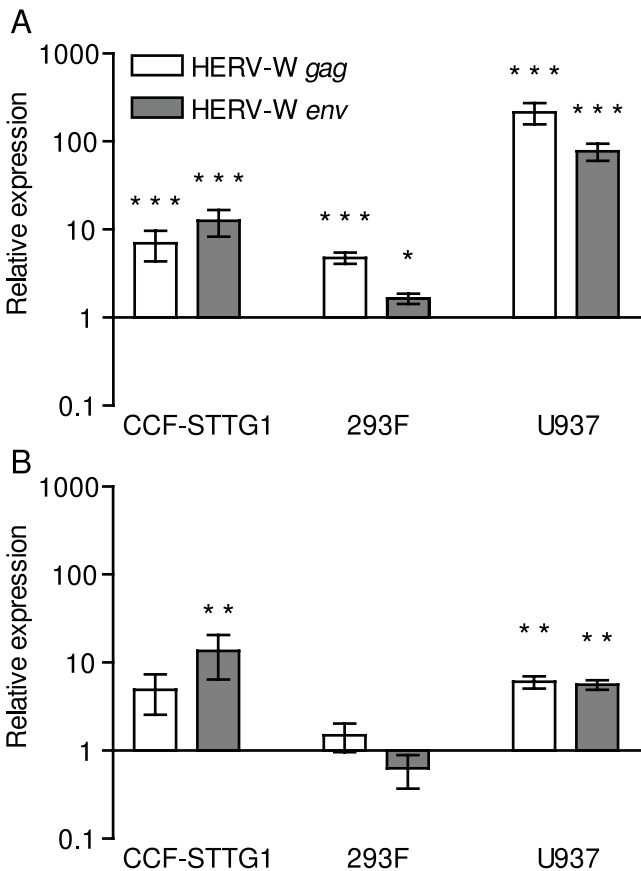 A
1000
100
10
1
0.1
Relative expression
HERV-W gag
HERV-W env
* * *
* * *
* * *
*
* * *
* * *
CCF-STTG1 293F U937
B
1000
100
10
1
0.1
Relative expression
* *
* *
* *
CCF-STTG1 293F U937